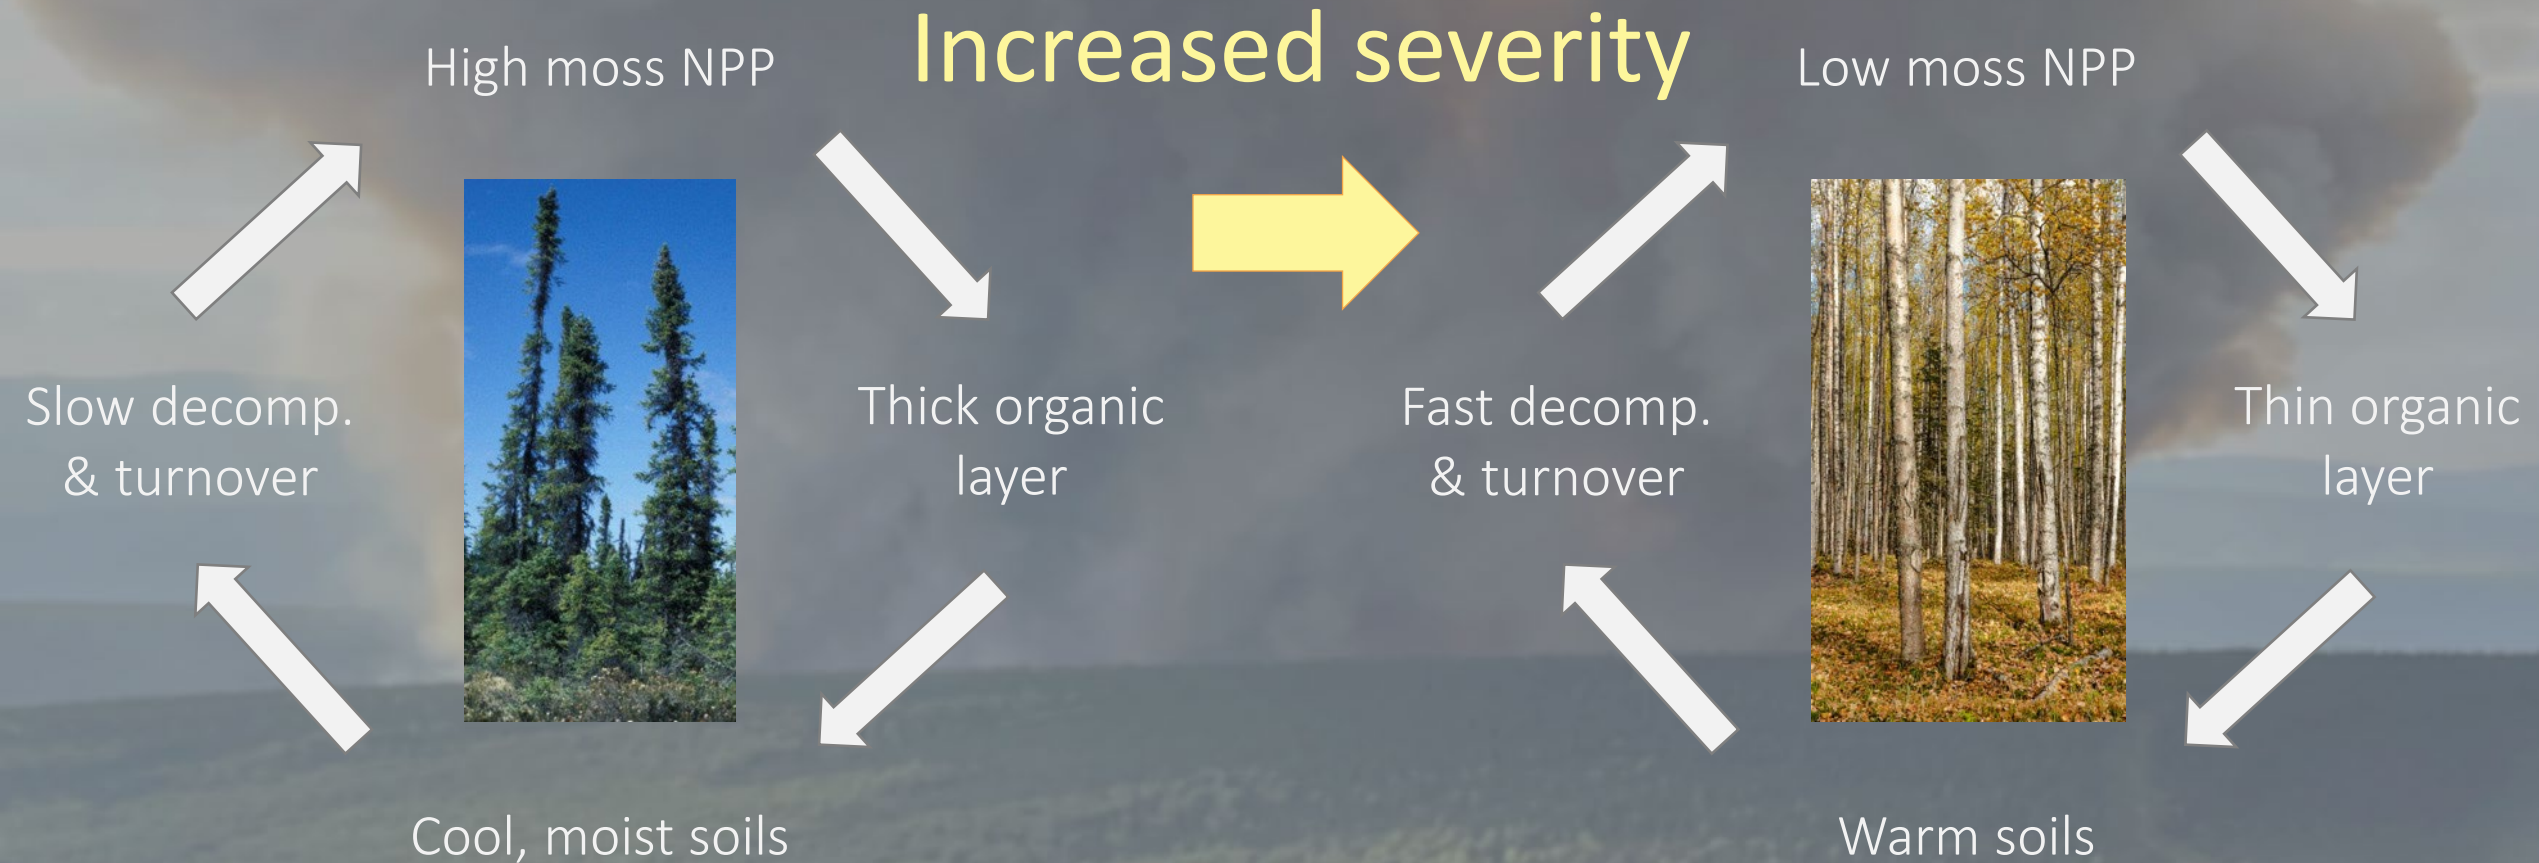 Increased severity
High moss NPP
Slow decomp.
& turnover
Thick organic
layer
Cool, moist soils
Low moss NPP
Fast decomp.
& turnover
Thin organic
layer
Warm soils